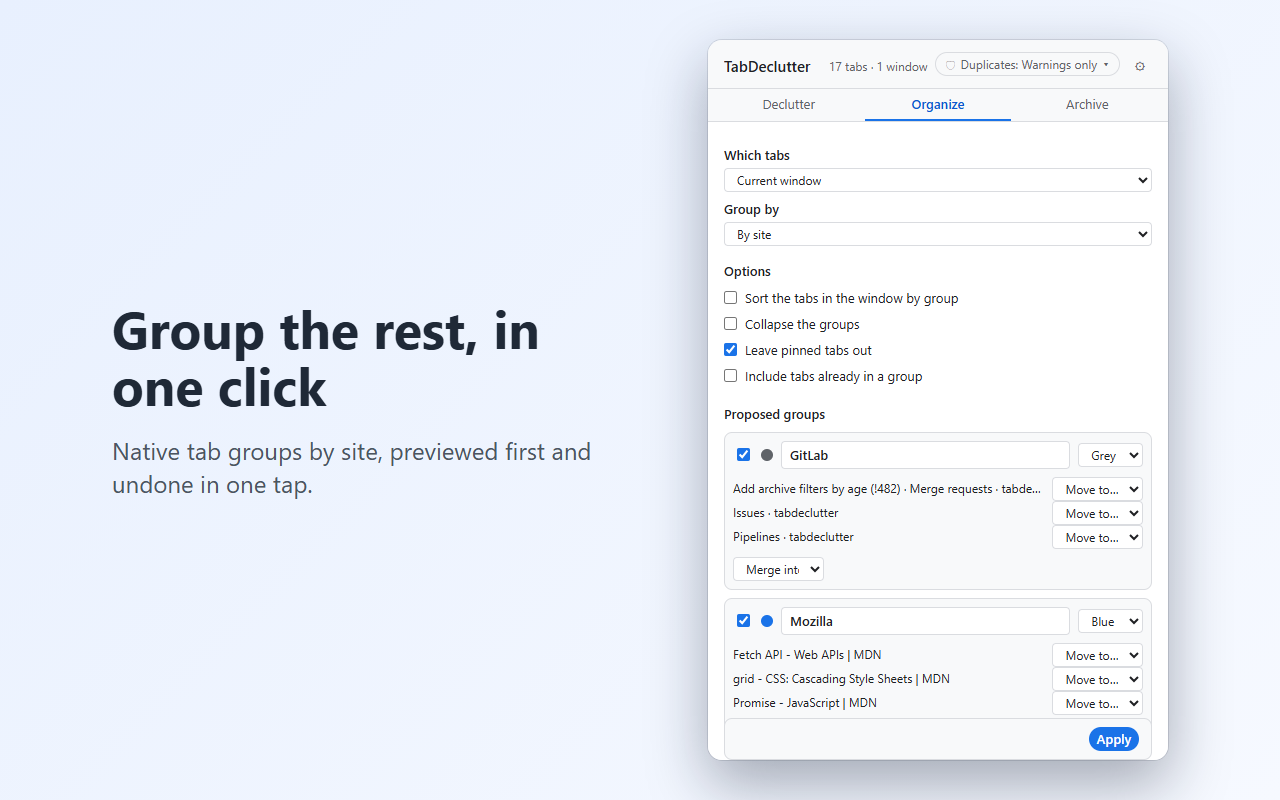 Group the rest, in
one click
Native tab groups by site, previewed first and
undone in one tap.
TabDeclutter 17 tabs · 1 window Duplicates: Warnings only
Declutter Organize Archive
Which tabs
Current window
Group by
By site
Options
Sort the tabs in the window by group
Collapse the groups
Leave pinned tabs out
Include tabs already in a group
Proposed groups
GitLab Grey
Add archive filters by age (!482) · Merge requests · tabde... Move to...
Issues · tabdeclutter Move to...
Pipelines · tabdeclutter Move to...
Merge int
Mozilla Blue
Fetch API - Web APIs | MDN Move to...
grid - CSS: Cascading Style Sheets | MDN Move to...
Promise - JavaScript | MDN Move to...
Apply